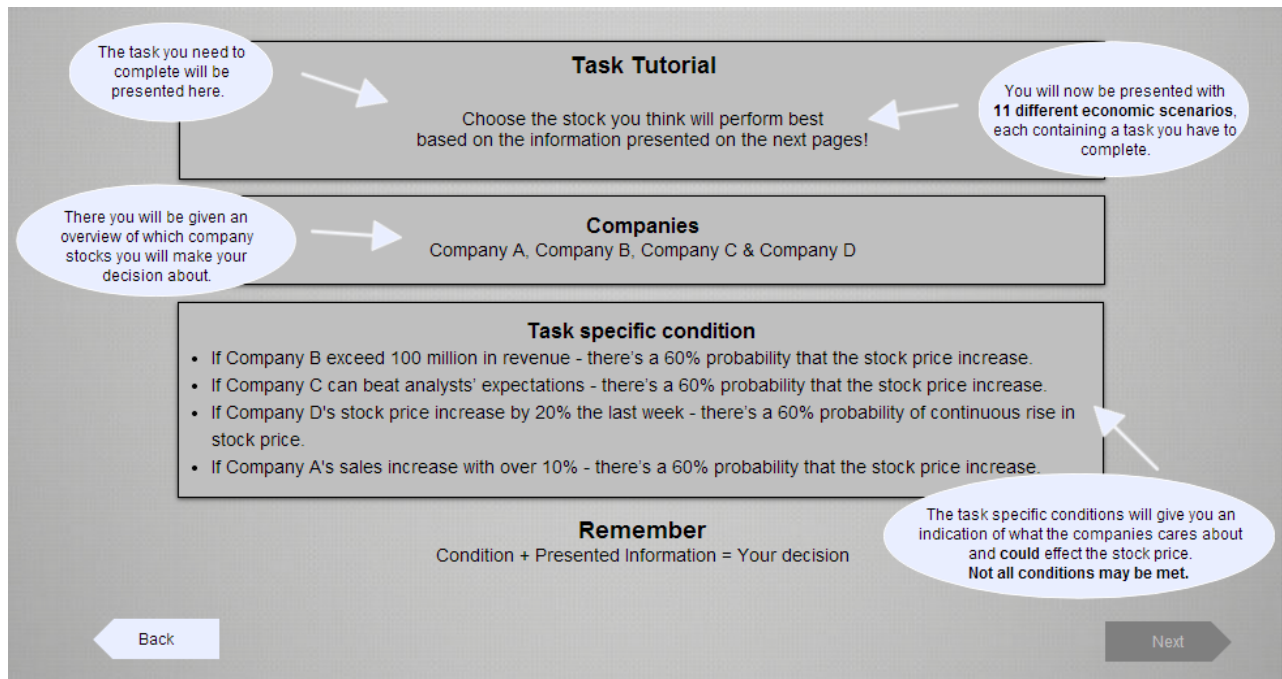 The task you need to
complete will be
presented here.
Task Tutorial
Choose the stock you think will perform best
based on the information presented on the next pages!
You will now be presented with
11 different economic scenarios,
each containing a task you have to
complete.
There you will be given an
overview of which company
stocks you will make your
decision about.
Companies
Company A, Company B, Company C & Company D
Task specific condition
• If Company B exceed 100 million in revenue - there's a 60% probability that the stock price increase.
• If Company C can beat analysts' expectations - there's a 60% probability that the stock price increase.
• If Company D's stock price increase by 20% the last week - there's a 60% probability of continuous rise in
stock price.
• If Company A's sales increase with over 10% - there's a 60% probability that the stock price increase.
The task specific conditions will give you an
indication of what the companies cares about
and could effect the stock price.
Not all conditions may be met.
Remember
Condition + Presented Information = Your decision
Back
Next